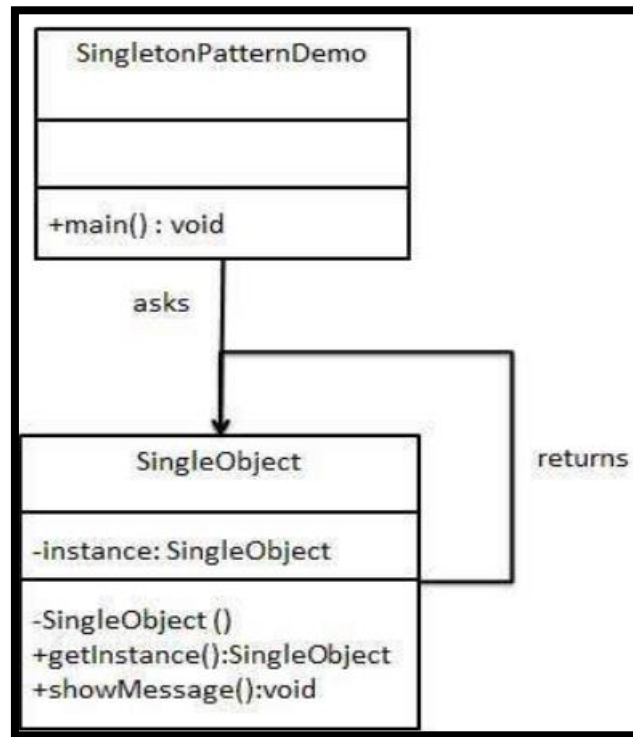 SingletonPatternDemo
+main() : void
asks
SingleObject
returns
-instance: SingleObject
-SingleObject ()
+getInstance():SingleObject
+showMessage():void